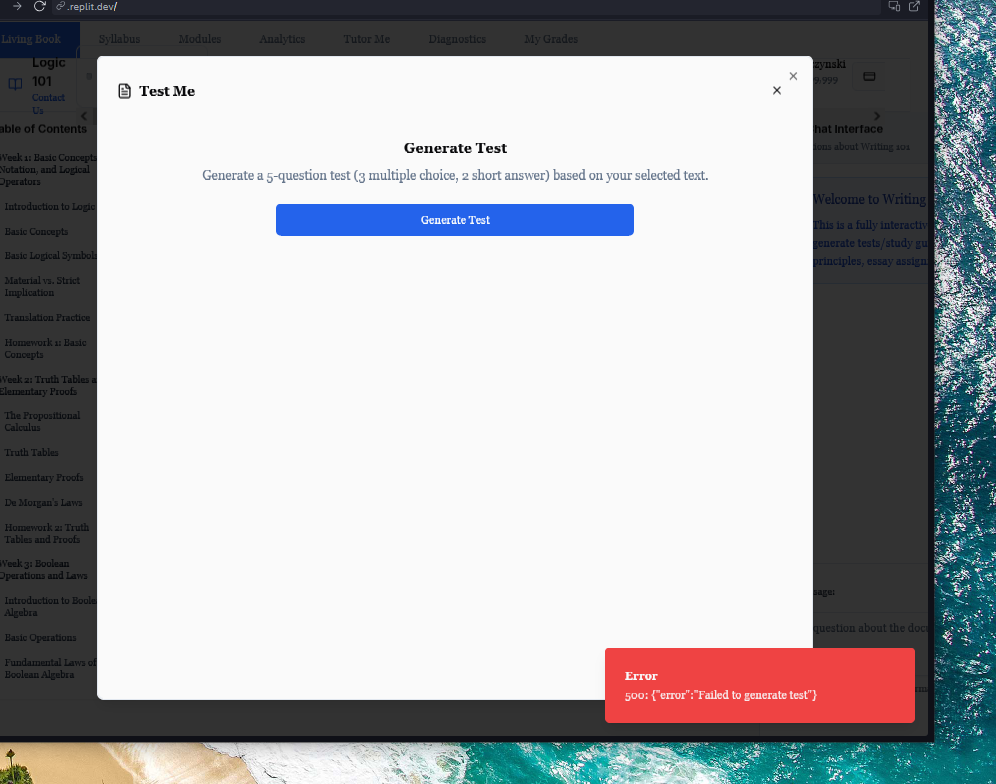 .replit.dev/
Living Book
Syllabus
Modules
Analytics
Tutor Me
Diagnostics
My Grades
Logic
101
Contact
Us
zynski
9,999
able of Contents
Week 1: Basic Concepts,
Notation, and Logical
Operators
Introduction to Logic
Basic Concepts
Basic Logical Symbols
Material vs. Strict
Implication
Translation Practice
Homework 1: Basic
Concepts
Week 2: Truth Tables a
Elementary Proofs
The Propositional
Calculus
Truth Tables
Elementary Proofs
De Morgan's Laws
Homework 2: Truth
Tables and Proofs
Week 3: Boolean
Operations and Laws
Introduction to Boole
Algebra
Basic Operations
Fundamental Laws of
Boolean Algebra
Test Me
Generate Test
Generate a 5-question test (3 multiple choice, 2 short answer) based on your selected text.
Generate Test
hat Interface
ions about Writing 101
Welcome to Writing
This is a fully interactiv
generate tests/study gu
principles, essay assign
sage:
question about the docu
Error
500: {"error":"Failed to generate test"}